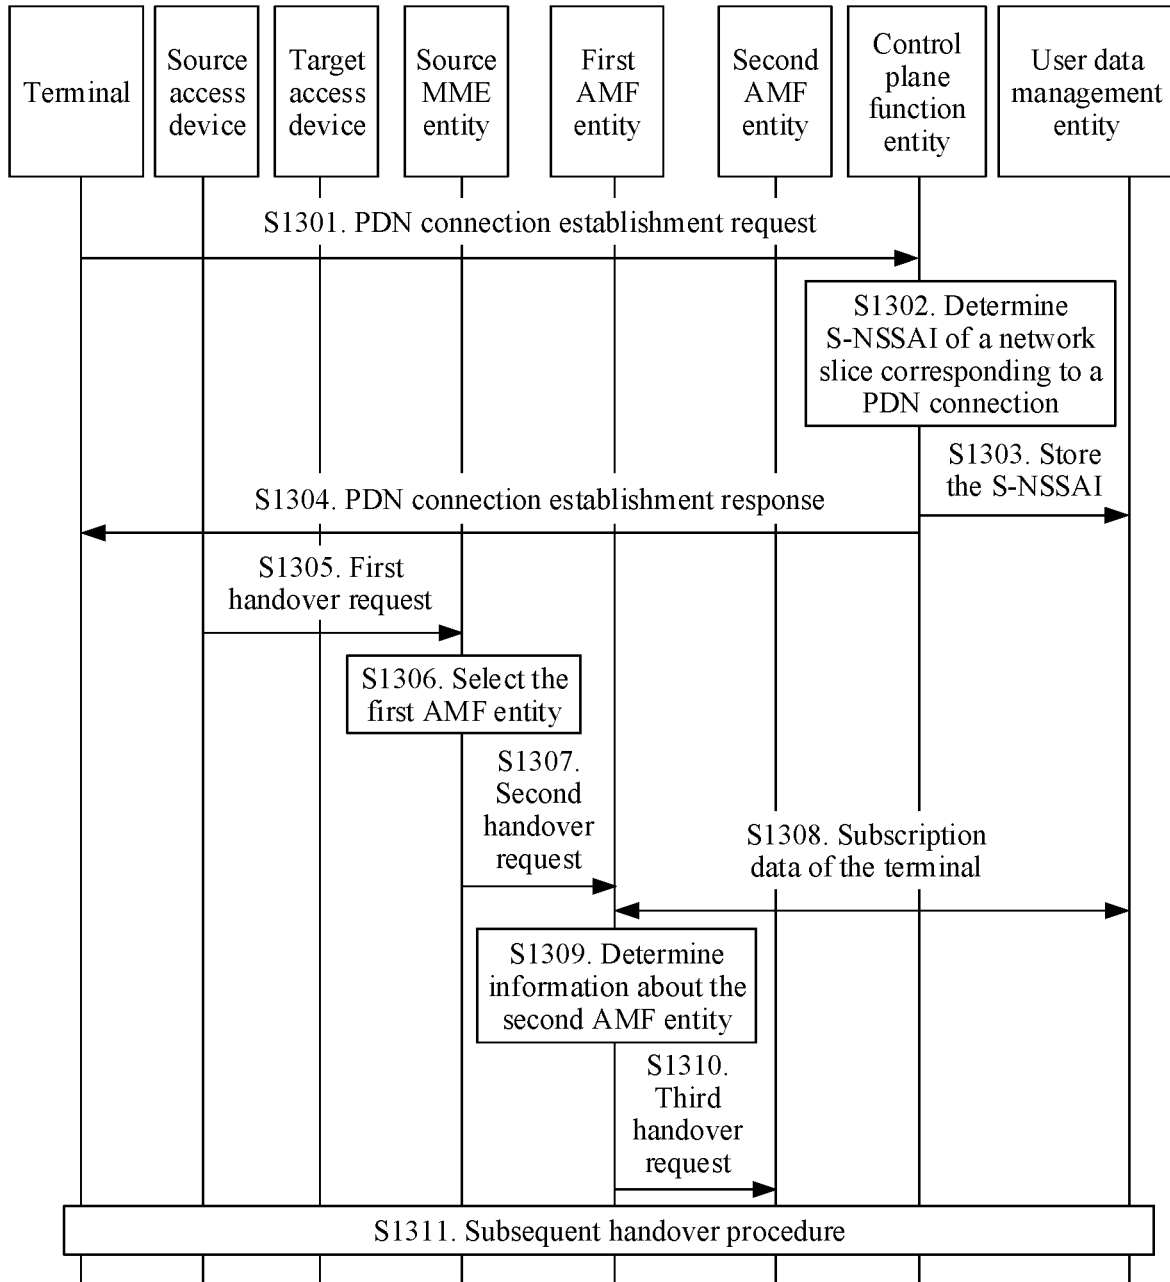 Terminal
Source
access
device
Target
access
device
Source
MME
entity
First
AMF
entity
Second
AMF
entity
Control
plane
function
entity
User data
management
entity
S1301. PDN connection establishment request
S1302. Determine
S-NSSAI of a network
slice corresponding to a
PDN connection
S1303. Store
the S-NSSAI
S1304. PDN connection establishment response
S1305. First
handover request
S1306. Select the
first AMF entity
S1307.
Second
handover
request
S1308. Subscription
data of the terminal
S1309. Determine
information about the
second AMF entity
S1310.
Third
handover
request
S1311. Subsequent handover procedure